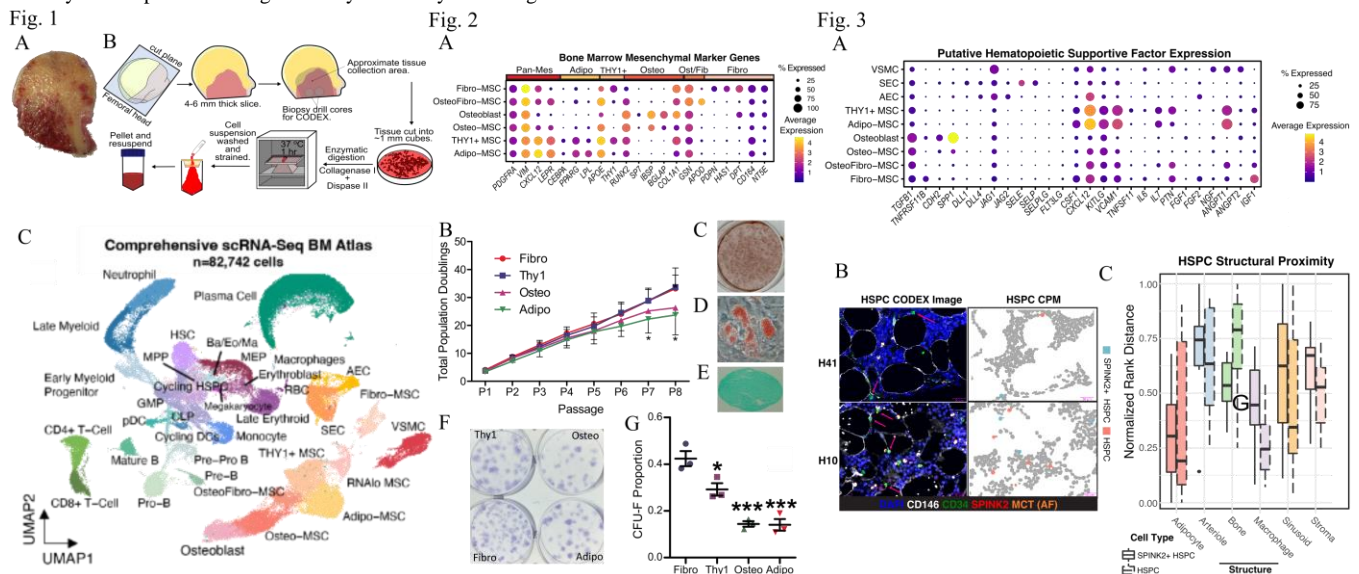 Fig. 1
A
B
cut plane
Femoral head
4-6 mm thick slice.
Approximate tissue
collection area.
Biopsy drill cores
for CODEX.
Tissue cut into
~1 mm cubes.
Enzymatic
digestion
Collagenase I
+ Dispase II
37 °C
1 hr
Cell
suspension
washed
and
strained.
Pellet and
resuspend
C
Comprehensive scRNA-Seq BM Atlas
n=82,742 cells
Neutrophil
Plasma Cell
Late Myeloid
HSC
Ba/Eo/Ma
MPP
MEP
Macrophages
Erythroblast
AEC
Early Myeloid
Progenitor
Cycling HSPC
RBC
Fibro-MSC
GMP
Megakaryocyte
pDC
CLP
Late Erythroid
SEC
VSMC
CD4+ T-Cell
Cycling DCs
Monocyte
THY1+ MSC
Mature B
Pre-Pro B
RNAlo MSC
Pre-B
OsteoFibro-MSC
CD8+ T-Cell
Pro-B
Adipo-MSC
Osteo-MSC
Osteoblast
UMAP2
UMAP1
Fig. 2
A
Bone Marrow Mesenchymal Marker Genes
Pan-Mes Adipo THY1+ Osteo Ost/Fib Fibro
Fibro-MSC
OsteoFibro-MSC
Osteoblast
Osteo-MSC
THY1+ MSC
Adipo-MSC
PDGFRA VIM CXCL12 LEPR CEBPA PPARG LPL APOE THY1 RUNX2 SP7 IBSP BGLAP COL1A1 GSN APOD PDPN HAS1 DPT CD164 NT5E
% Expressed
25
50
75
100
Average
Expression
4
3
2
1
0
B
Total Population Doublings
50
40
30
20
10
0
Fibro
Thy1
Osteo
Adipo
* *
P1 P2 P3 P4 P5 P6 P7 P8
Passage
C
D
E
F
Thy1 Osteo
Fibro Adipo
G
CFU-F Proportion
0.6
0.4
0.2
0.0
*
***
***
Fibro Thy1 Osteo Adipo
Fig. 3
A
Putative Hematopoietic Supportive Factor Expression
VSMC
SEC
AEC
THY1+ MSC
Adipo-MSC
Osteoblast
Osteo-MSC
OsteoFibro-MSC
Fibro-MSC
TGFB1 TNFRSF11B CDH2 SPP1 DLL1 DLL4 JAG1 JAG2 SELE SELP SELPLG FLT3LG CSF1 CXCL12 KITLG VCAM1 TNFSF11 IL6 IL7 PTN FGF1 FGF2 NGF ANGPT1 ANGPT2 IGF1
% Expressed
25
50
75
Average
Expression
4
3
2
1
0
B
HSPC CODEX Image
HSPC CPM
H41
H10
SPINK2+ HSPC
HSPC
DAPI CD146 CD34 SPINK2 MCT (AF)
C
HSPC Structural Proximity
Normalized Rank Distance
1.00
0.75
0.50
0.25
0.00
G
Adipocyte
Arteriole
Bone
Macrophage
Sinusoid
Stroma
Structure
Cell Type
SPINK2+ HSPC
HSPC